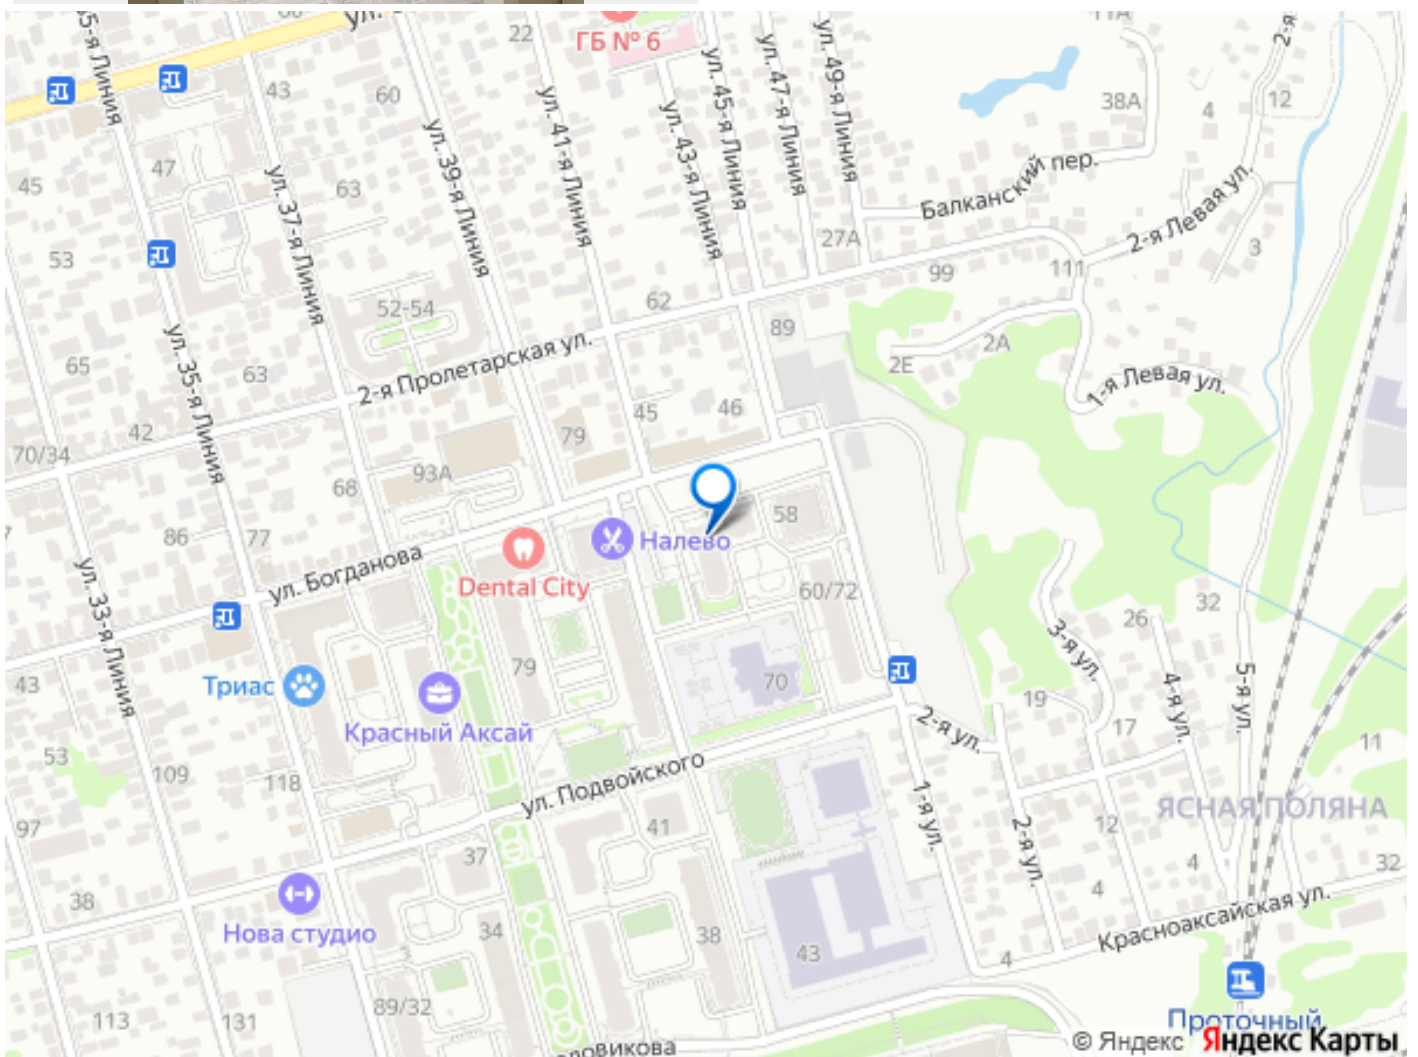 ГБ № 6
11А
22
43
60
47
45
63
53
52-54
62
65
63
42
70/34
68
93А
79
45
46
86
77
38А
4
12
27А
99
111
3
89
2Е
2А
58
60/72
70
79
43
53
109
118
97
38
37
34
41
38
43
89/32
113
131
26
32
19
17
12
4
4
11
32
4
ул. 35-я Линия
ул. 37-я Линия
ул. 39-я Линия
ул. 41-я Линия
ул. 43-я Линия
ул. 45-я Линия
ул. 47-я Линия
ул. 49-я Линия
Балканский пер.
2-я Левая ул.
1-я Левая ул.
2-я Пролетарская ул.
ул. 33-я Линия
ул. Богданова
Налево
Dental City
Триас
Красный Аксай
ул. Подвойского
Нова студио
1-я ул.
2-я ул.
2-я ул.
3-я ул.
4-я ул.
5-я ул.
ЯСНАЯ ПОЛЯНА
Красноаксайская ул.
Проточный
© Яндекс Яндекс Карты